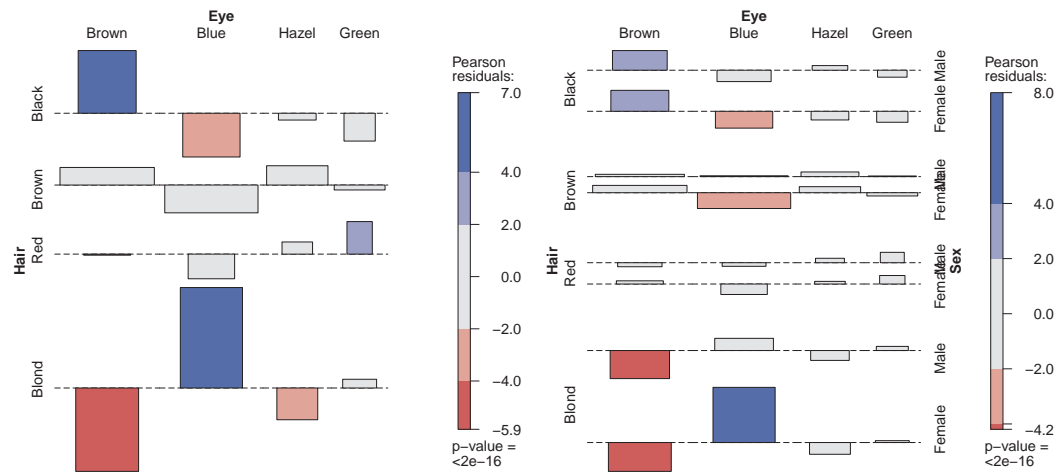 Eye
Brown Blue Hazel Green
Hair
Black
Brown
Red
Blond
Pearson
residuals:
7.0
4.0
2.0
0.0
−2.0
−4.0
−5.9
p−value =
<2e−16
Eye
Brown Blue Hazel Green
Hair
Black
Brown
Red
Blond
Sex
Male
Female
Male
Female
Male
Female
Male
Female
Pearson
residuals:
8.0
4.0
2.0
0.0
−2.0
−4.2
p−value =
<2e−16